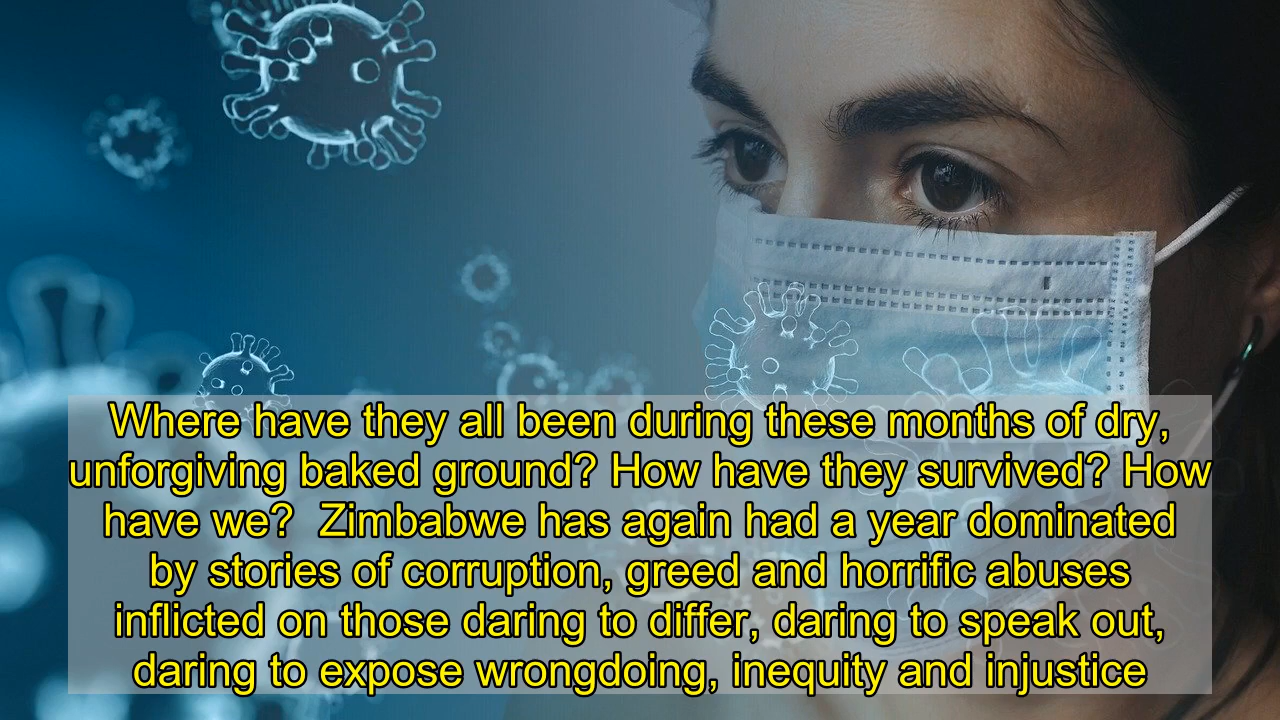 Where have they all been during these months of dry,
unforgiving baked ground? How have they survived? How
have we?  Zimbabwe has again had a year dominated
by stories of corruption, greed and horrific abuses
inflicted on those daring to differ, daring to speak out,
daring to expose wrongdoing, inequity and injustice